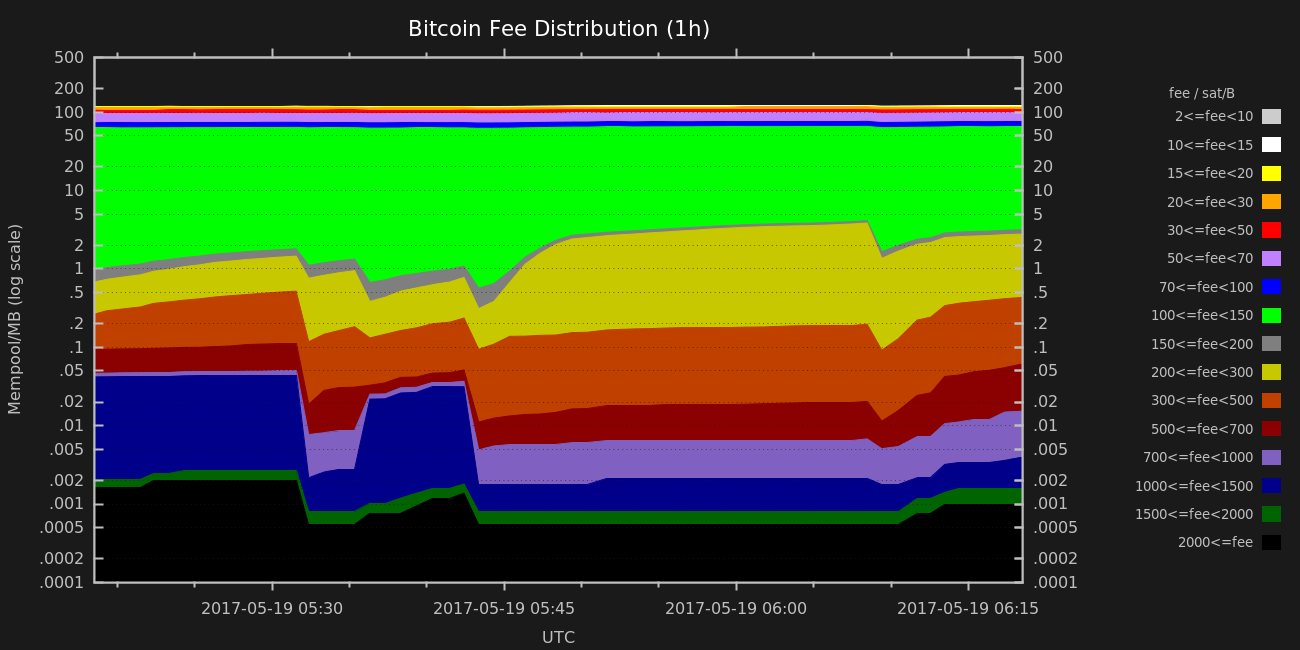 Bitcoin Fee Distribution (1h)
Mempool/MB (log scale)
500
200
100
50
20
10
5
2
1
.5
.2
.1
.05
.02
.01
.005
.002
.001
.0005
.0002
.0001
500
200
100
50
20
10
5
2
1
.5
.2
.1
.05
.02
.01
.005
.002
.001
.0005
.0002
.0001
2017-05-19 05:30
2017-05-19 05:45
2017-05-19 06:00
2017-05-19 06:15
UTC
fee / sat/B
2<=fee<10
10<=fee<15
15<=fee<20
20<=fee<30
30<=fee<50
50<=fee<70
70<=fee<100
100<=fee<150
150<=fee<200
200<=fee<300
300<=fee<500
500<=fee<700
700<=fee<1000
1000<=fee<1500
1500<=fee<2000
2000<=fee